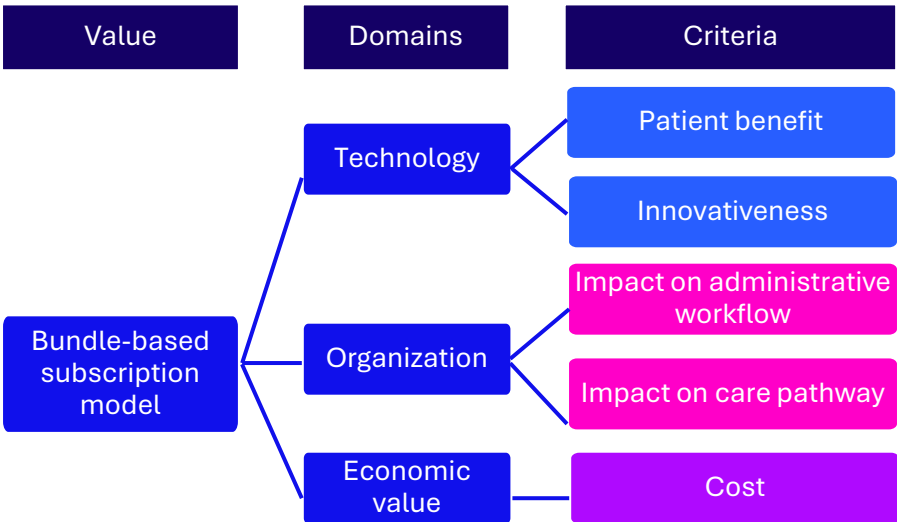 Value
Domains
Criteria
Bundle-based
subscription
model
Technology
Organization
Economic
value
Patient benefit
Innovativeness
Impact on administrative
workflow
Impact on care pathway
Cost